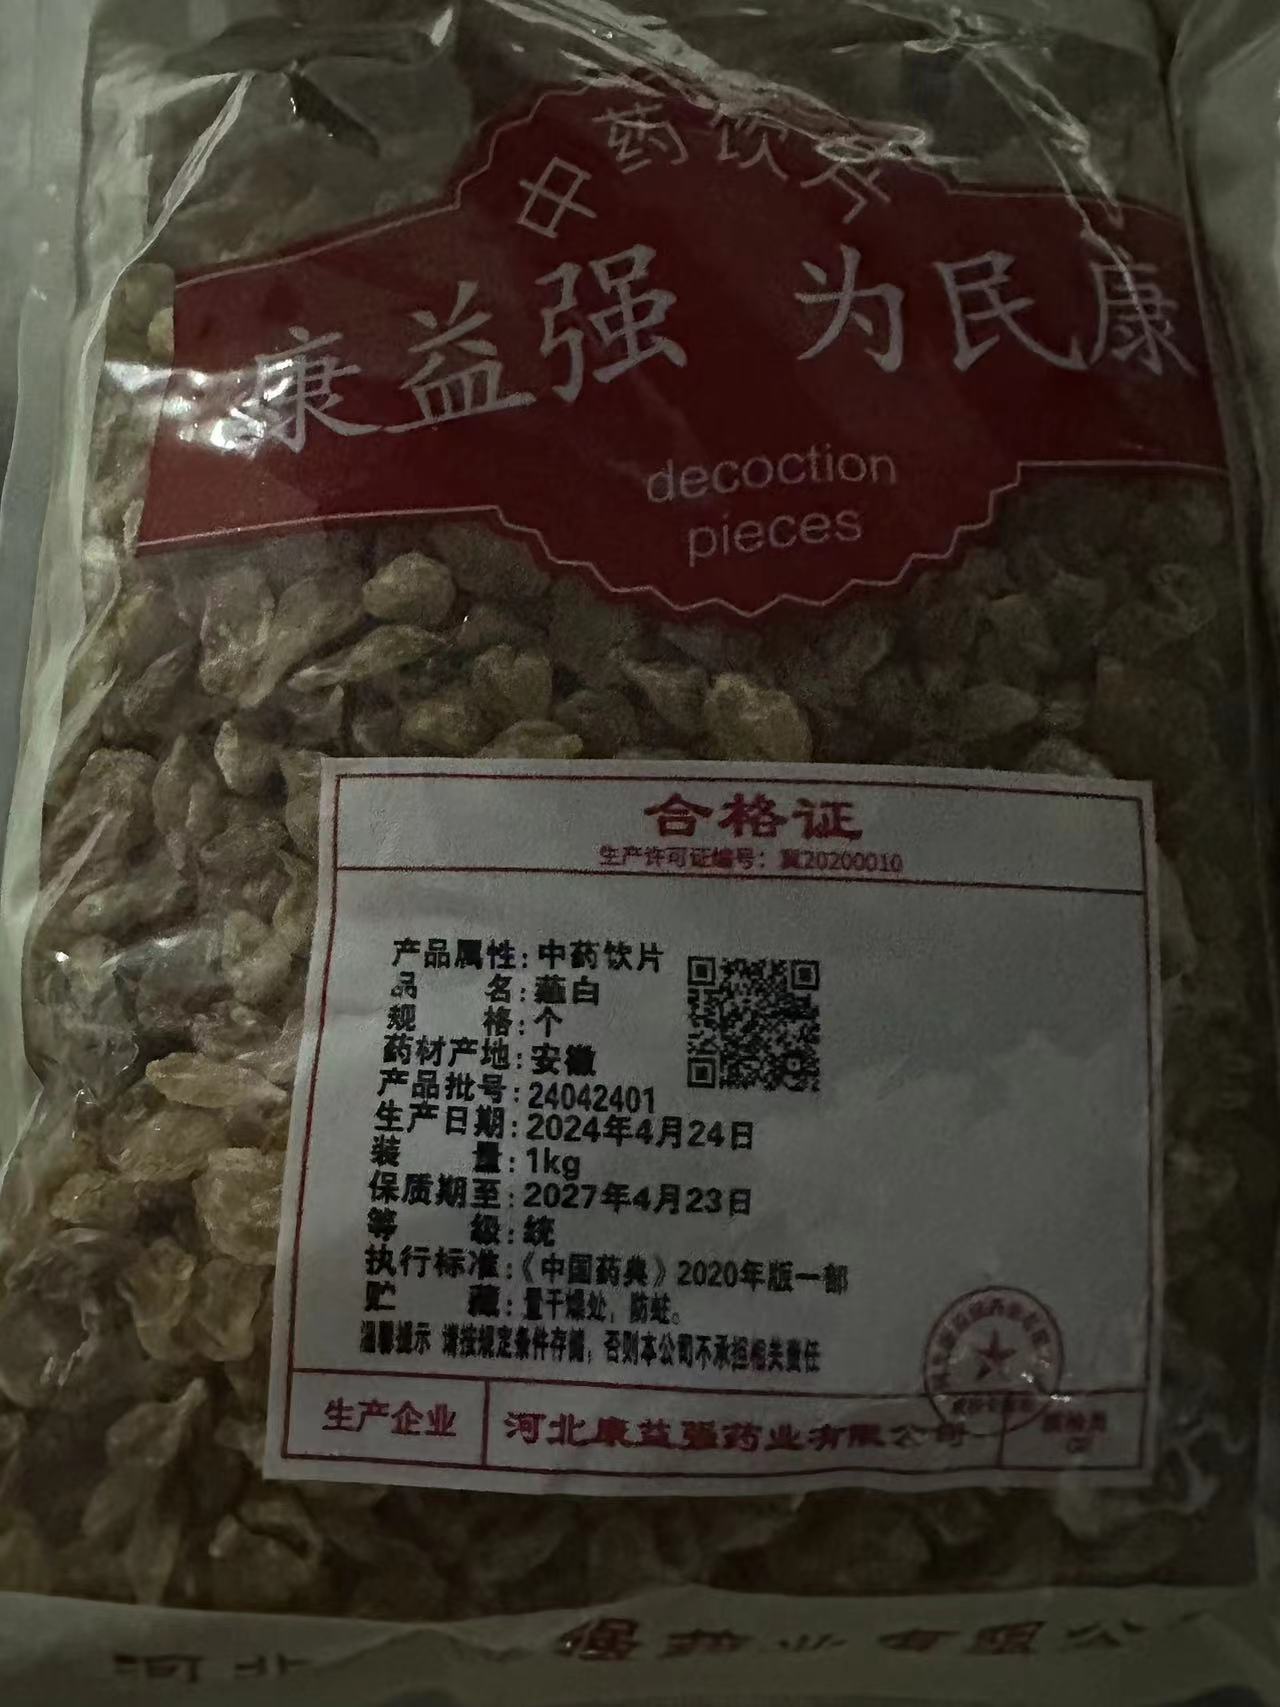 中药饮片
康益强 为民康
decoction
pieces
合格证
生产许可证编号：冀20200010
产品属性：中药饮片
品 名：薤白
规 格：个
药材产地：安徽
产品批号：24042401
生产日期：2024年4月24日
装 量：1kg
保质期至：2027年4月23日
等 级：统
执行标准：《中国药典》2020年版一部
贮 藏：置干燥处，防蛀。
温馨提示 请按规定条件存储，否则本公司不承担相关责任
生产企业 河北康益强药业有限公司
河北 强药业有限公